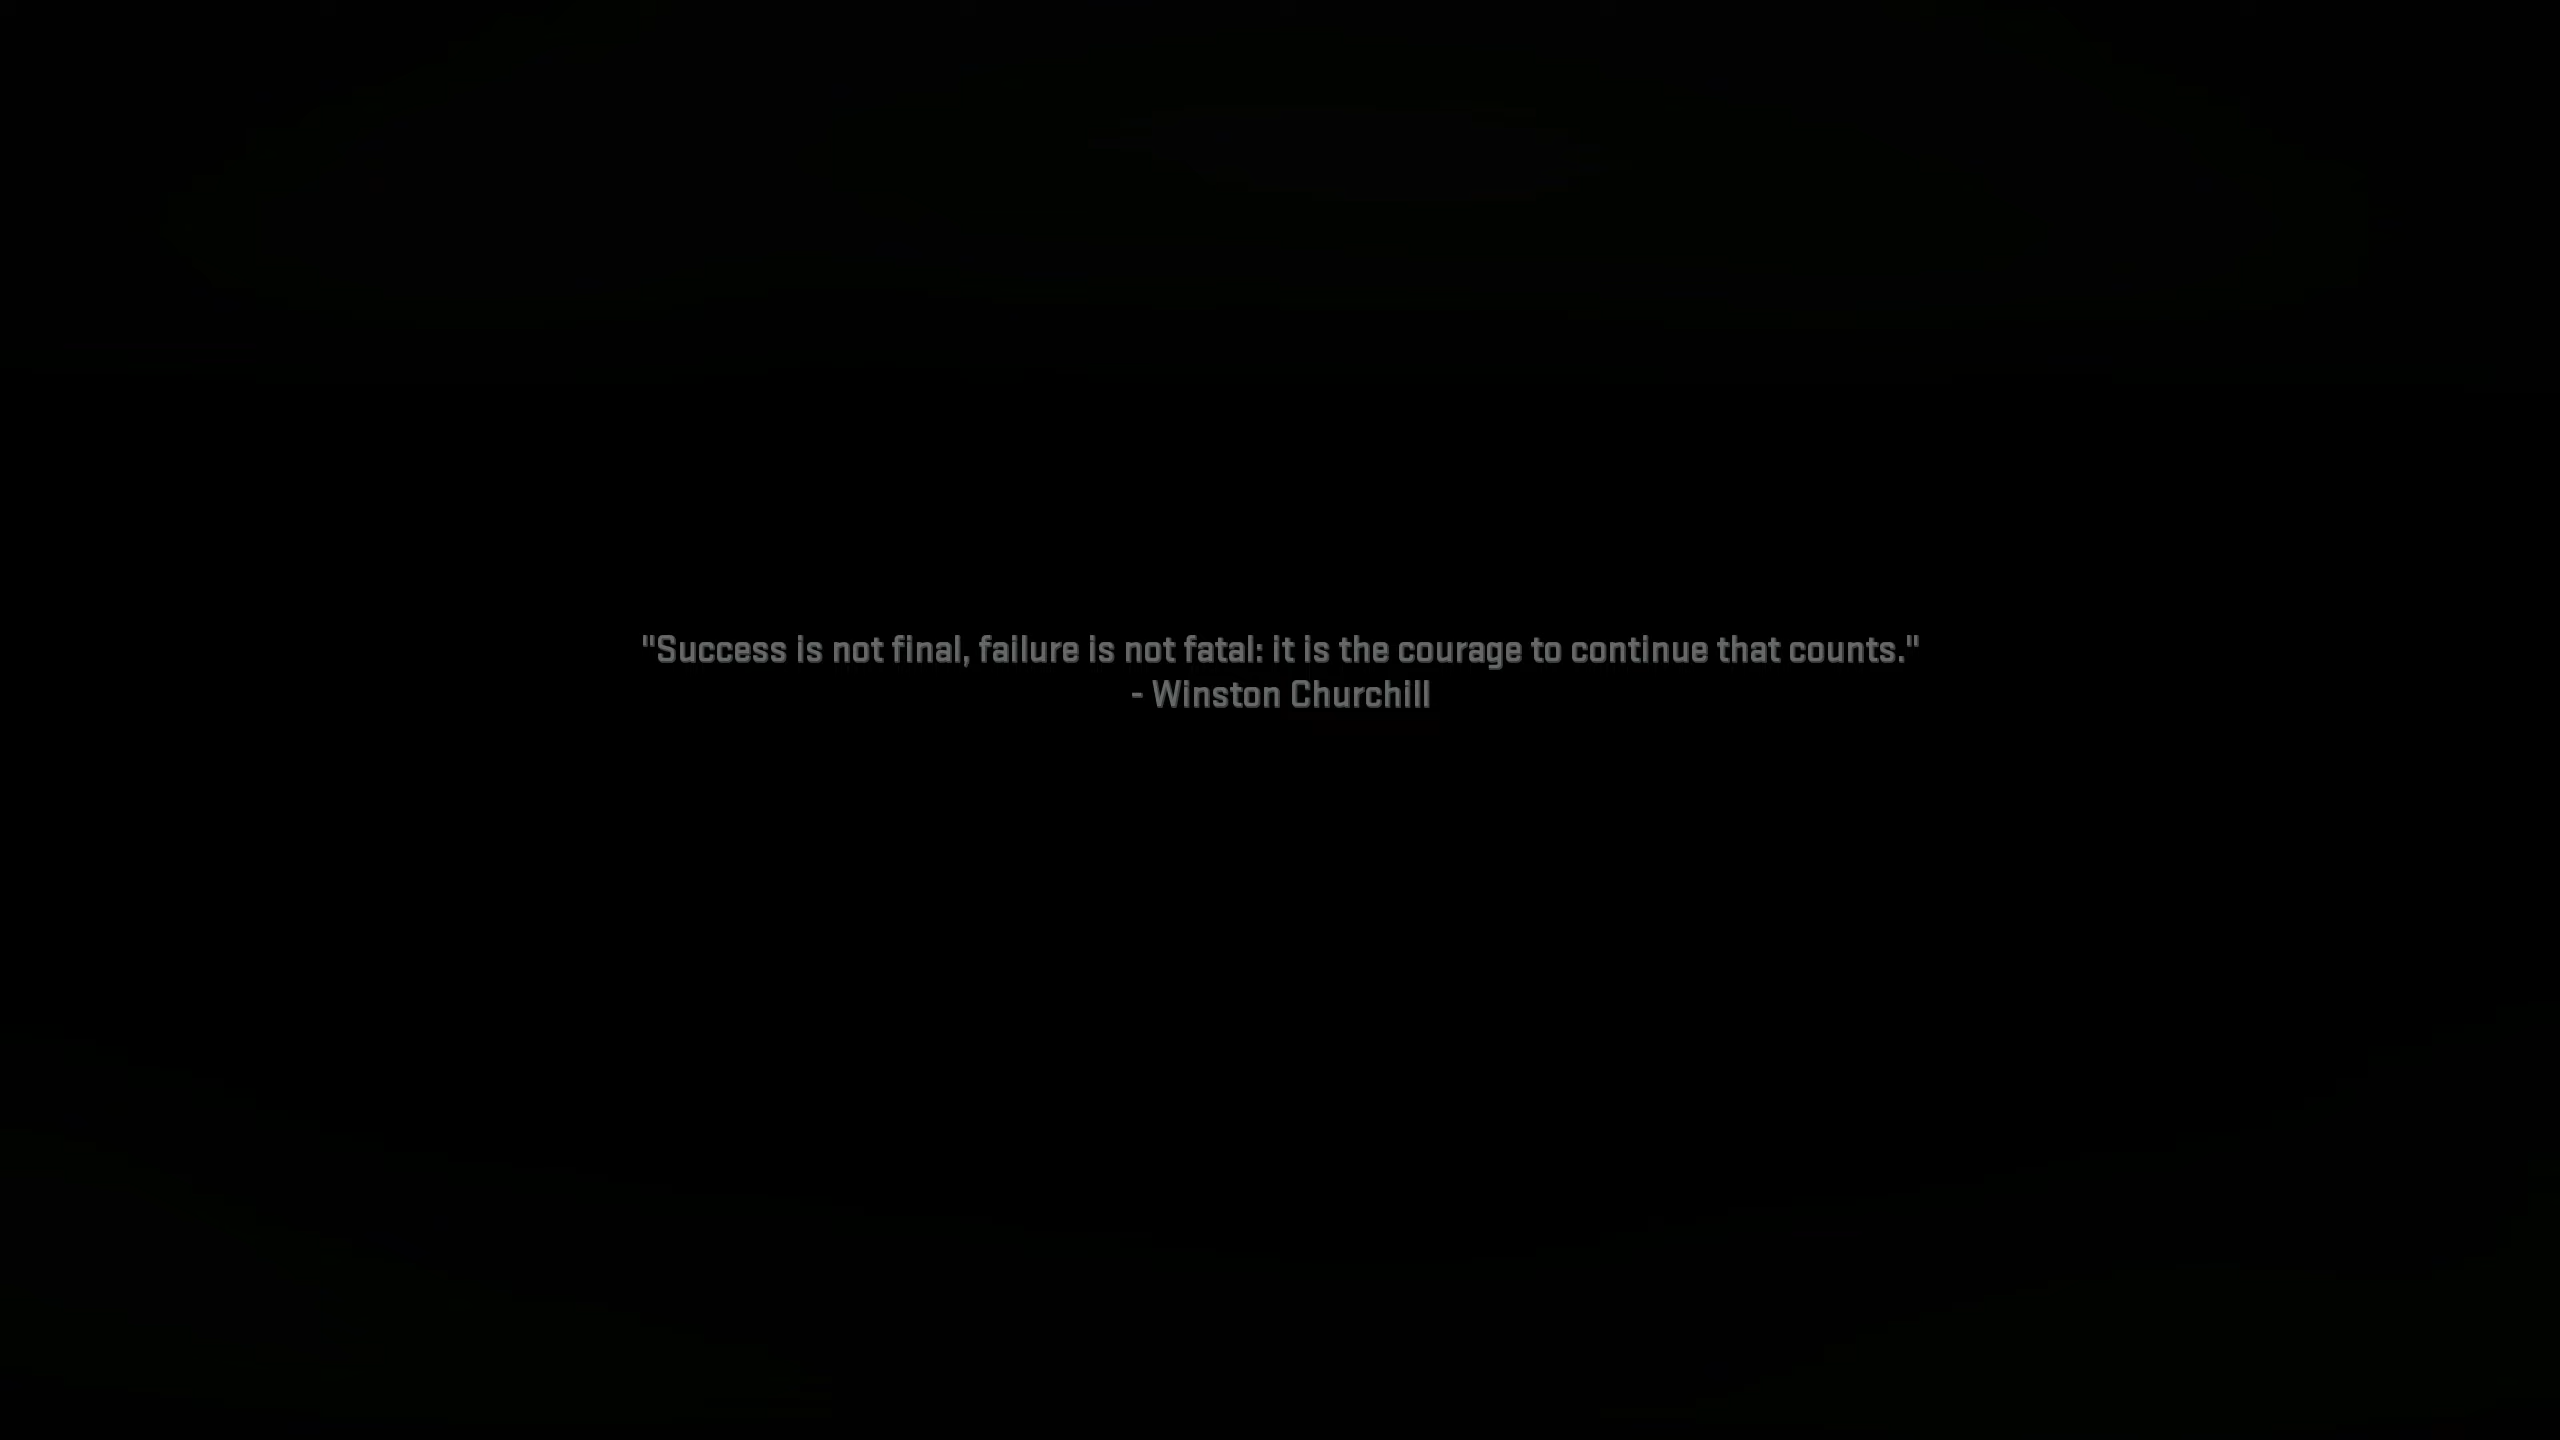 "Success is not final, failure is not fatal: it is the courage to continue that counts."
- Winston Churchill